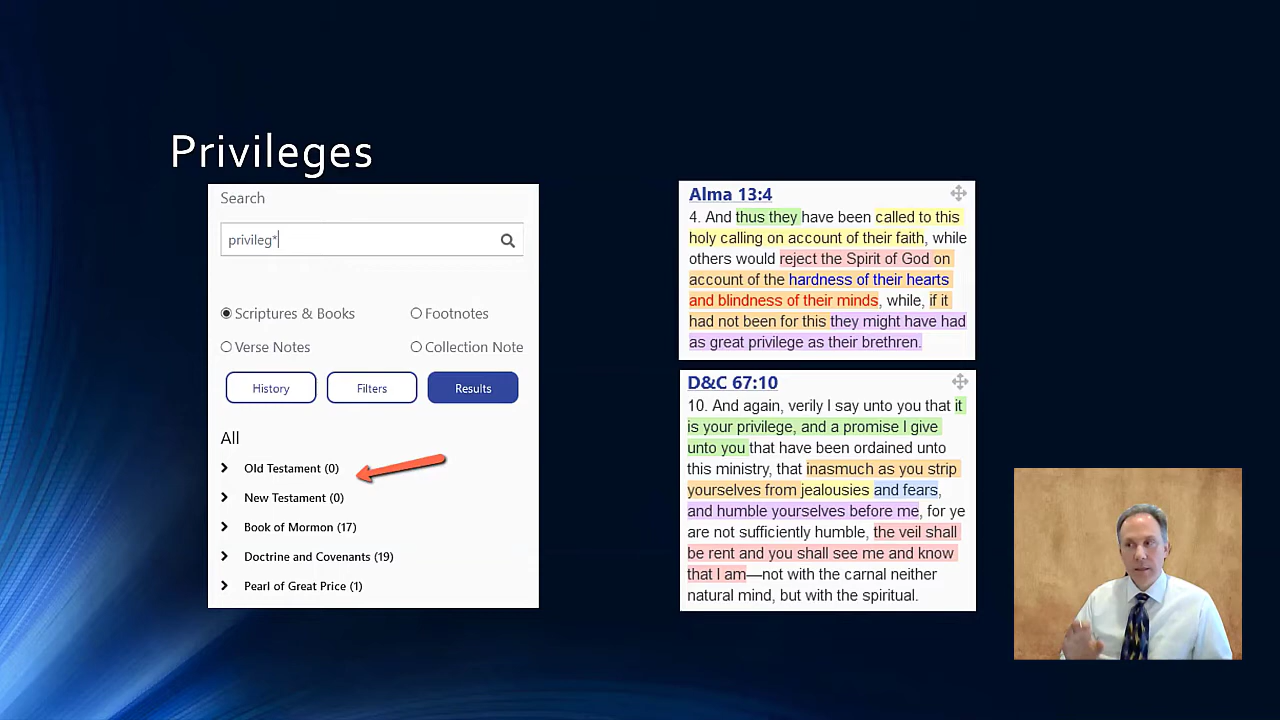 Privileges
Search
privileg*
Scriptures & Books
Footnotes
Verse Notes
Collection Note
History
Filters
Results
All
Old Testament (0)
New Testament (0)
Book of Mormon (17)
Doctrine and Covenants (19)
Pearl of Great Price (1)
Alma 13:4
4. And thus they have been called to this
holy calling on account of their faith, while
others would reject the Spirit of God on
account of the hardness of their hearts
and blindness of their minds, while, if it
had not been for this they might have had
as great privilege as their brethren.
D&C 67:10
10. And again, verily I say unto you that it
is your privilege, and a promise I give
unto you that have been ordained unto
this ministry, that inasmuch as you strip
yourselves from jealousies and fears,
and humble yourselves before me, for ye
are not sufficiently humble, the veil shall
be rent and you shall see me and know
that I am—not with the carnal neither
natural mind, but with the spiritual.